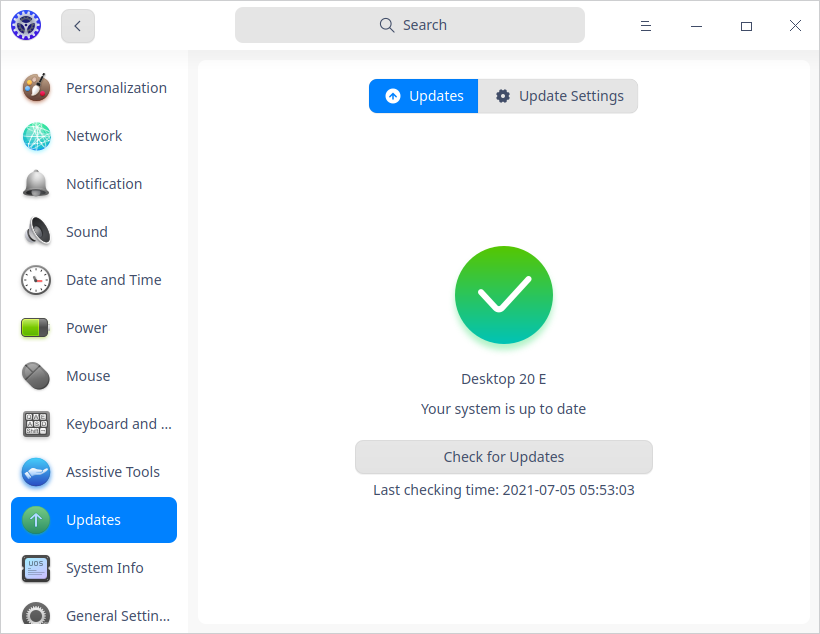 Search
Personalization
Network
Notification
Sound
Date and Time
Power
Mouse
Keyboard and ...
Assistive Tools
Updates
UOS
System Info
General Settin...
Updates
Update Settings
Desktop 20 E
Your system is up to date
Check for Updates
Last checking time: 2021-07-05 05:53:03